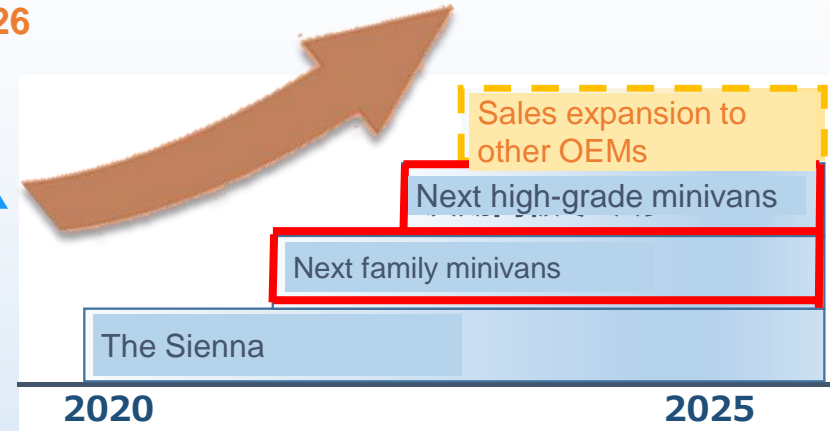 26
Sales expansion to
other OEMs
Next high-grade minivans
Next family minivans
The Sienna
2020
2025